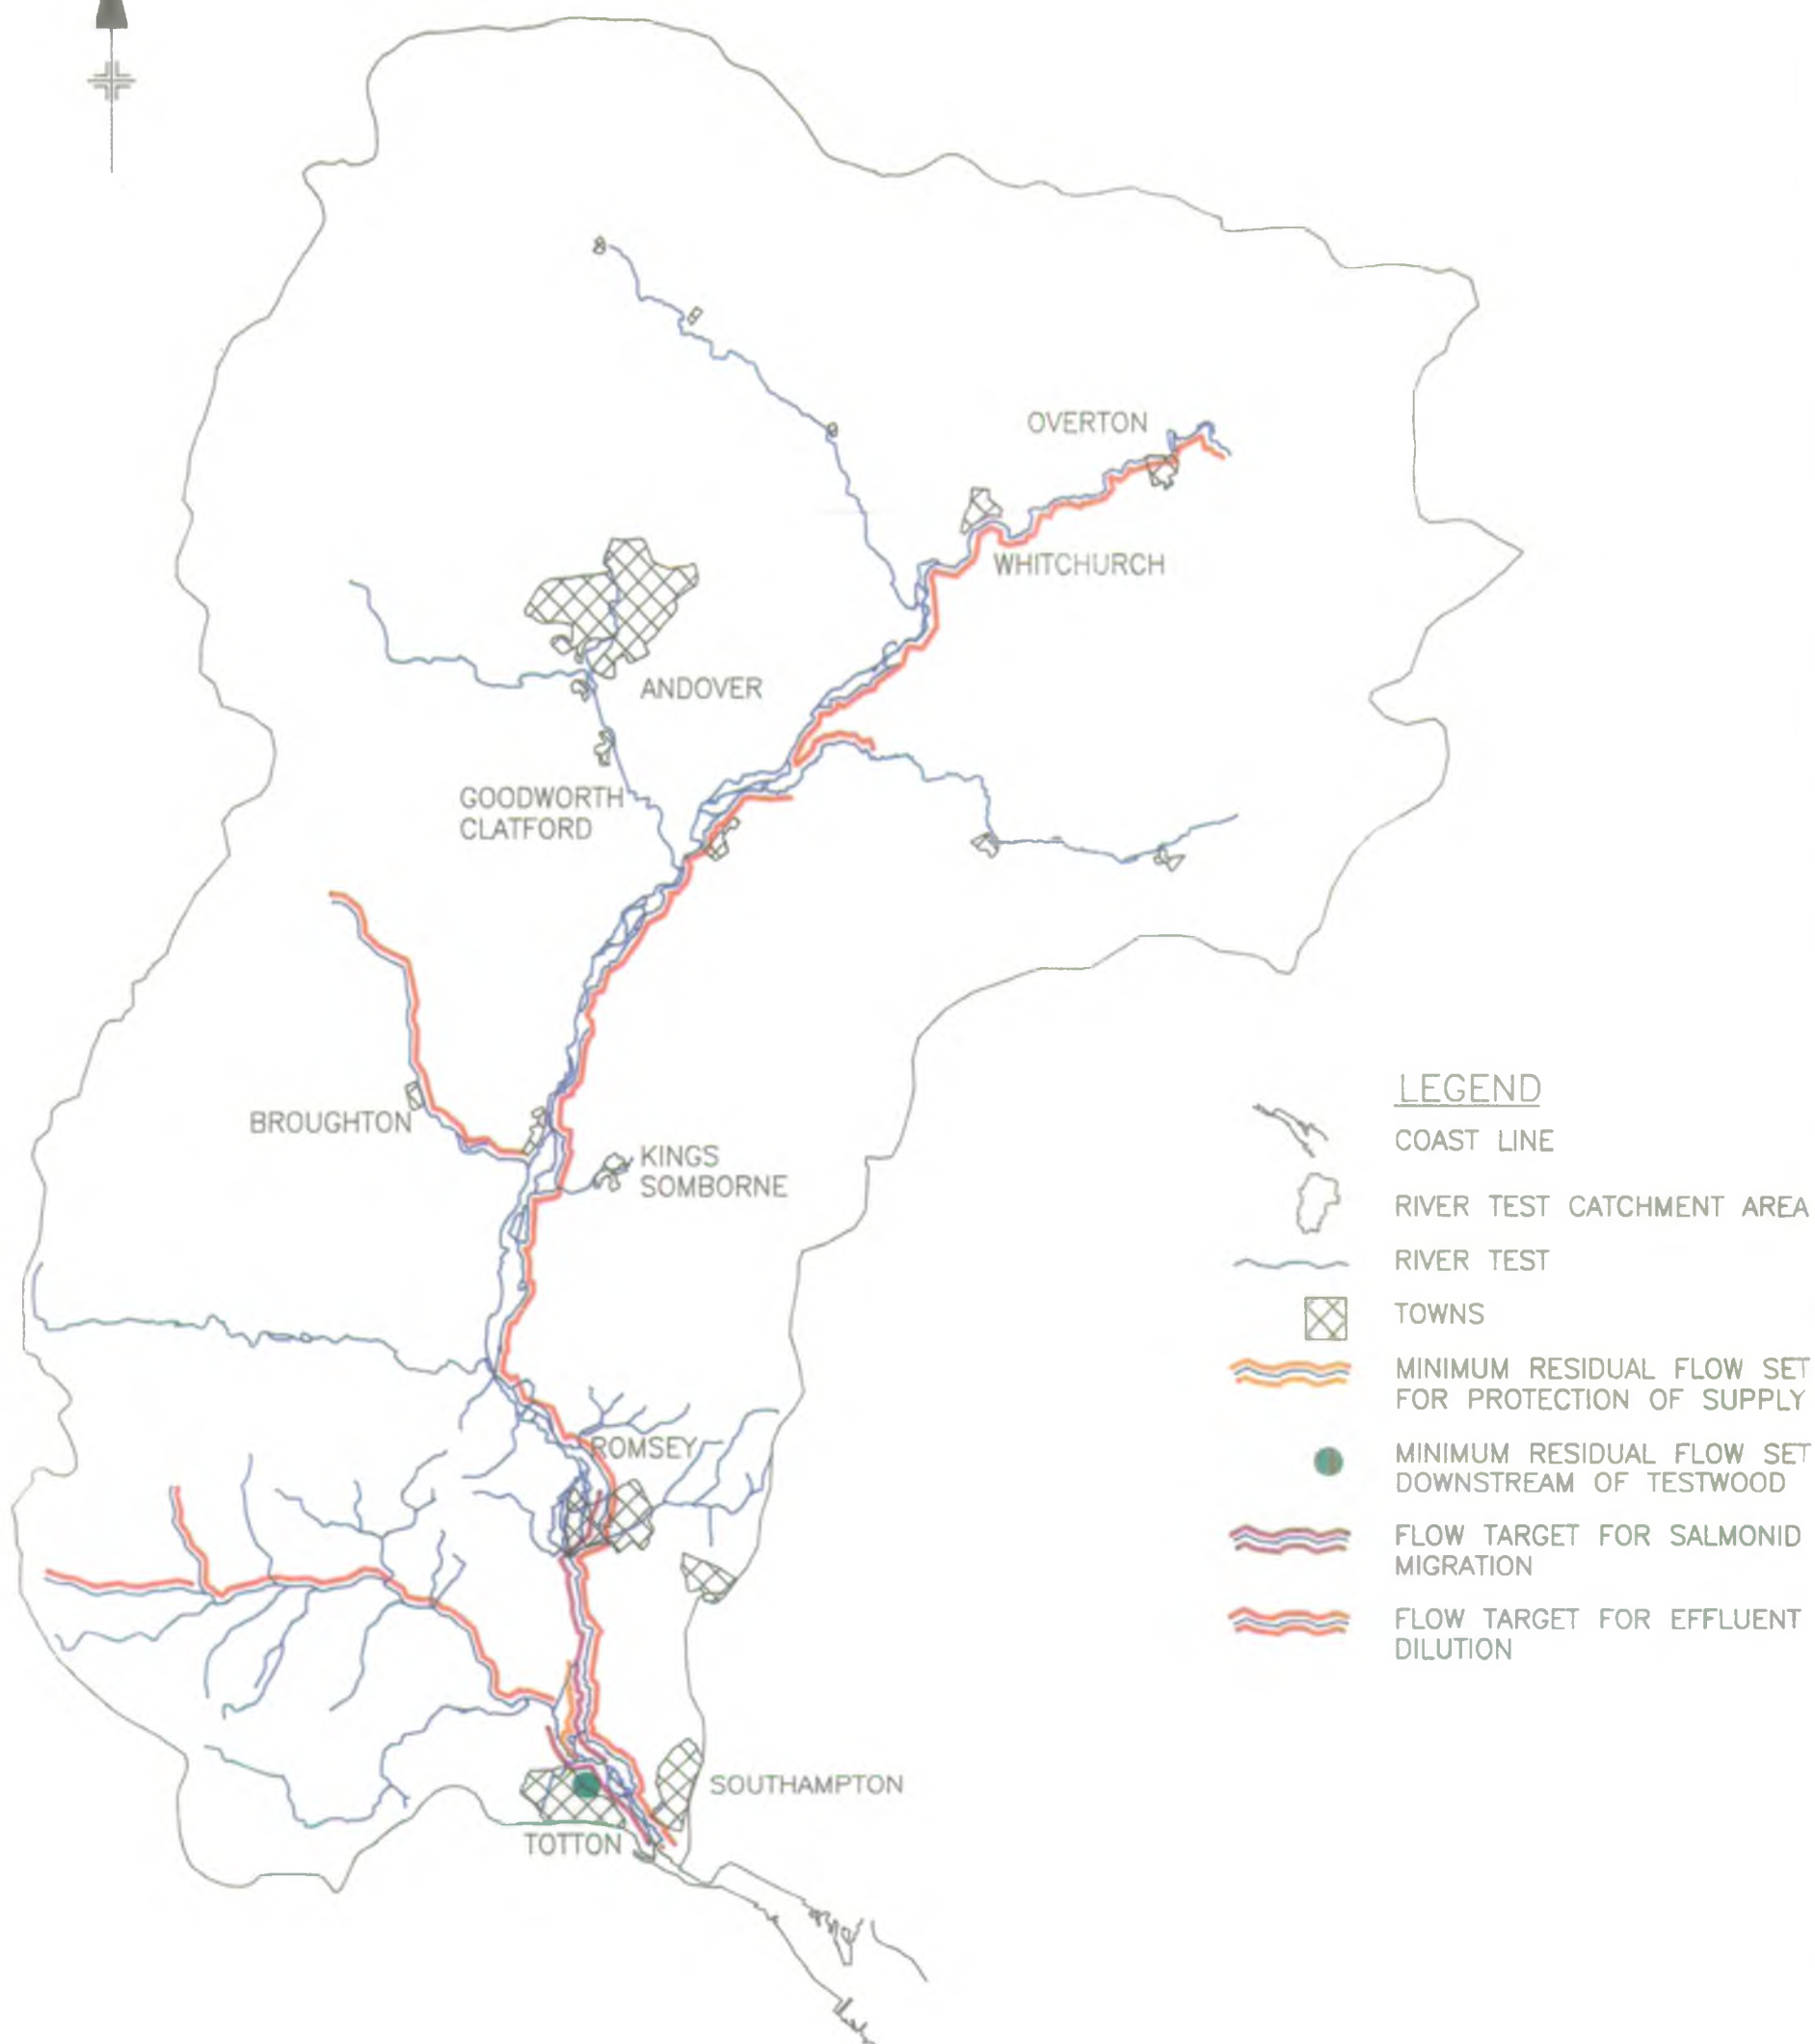 OVERTON
WHITCHURCH
ANDOVER
GOODWORTH
CLATFORD
BROUGHTON
KINGS
SOMBORNE
ROMSEY
SOUTHAMPTON
TOTTON
LEGEND
COAST LINE
RIVER TEST CATCHMENT AREA
RIVER TEST
TOWNS
MINIMUM RESIDUAL FLOW SET
FOR PROTECTION OF SUPPLY
MINIMUM RESIDUAL FLOW SET
DOWNSTREAM OF TESTWOOD
FLOW TARGET FOR SALMONID
MIGRATION
FLOW TARGET FOR EFFLUENT
DILUTION